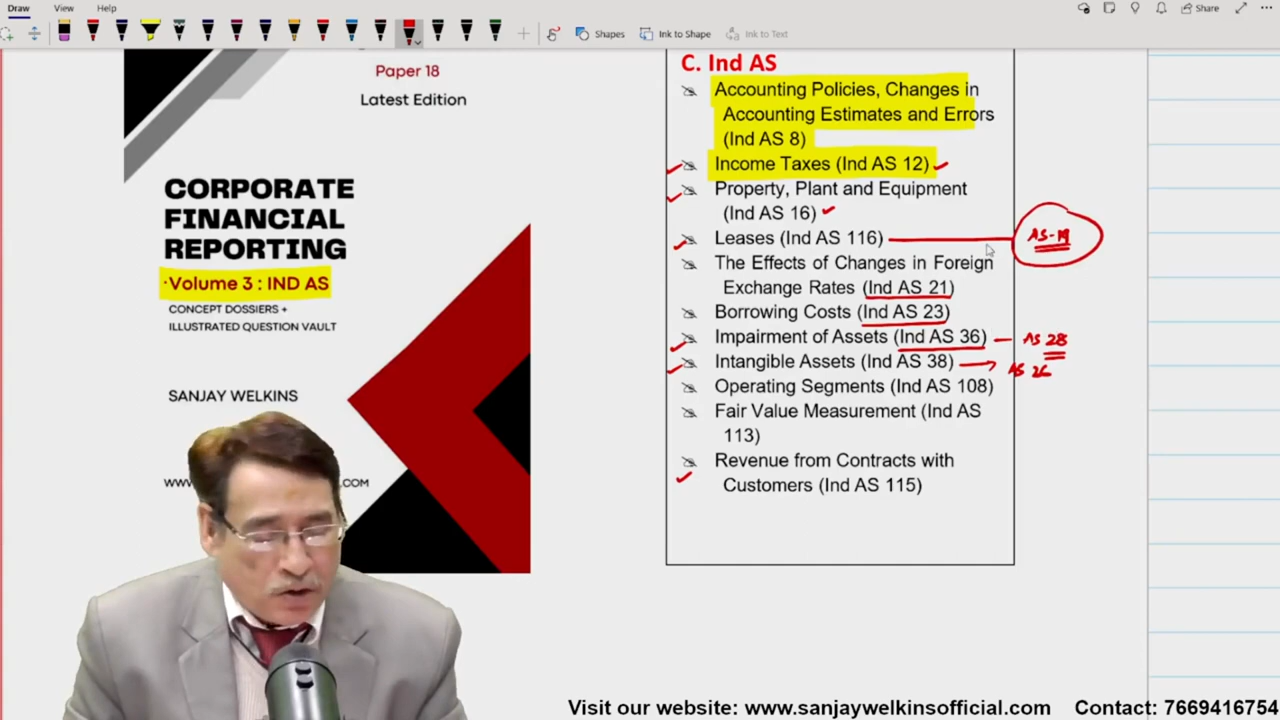 Draw View Help
Share
Shapes Ink to Shape Ink to Text
Paper 18
Latest Edition
CORPORATE
FINANCIAL
REPORTING
Volume 3 : IND AS
CONCEPT DOSSIERS +
ILLUSTRATED QUESTION VAULT
SANJAY WELKINS
C. Ind AS
Accounting Policies, Changes in
Accounting Estimates and Errors
(Ind AS 8)
Income Taxes (Ind AS 12)
Property, Plant and Equipment
(Ind AS 16)
Leases (Ind AS 116) AS-19
The Effects of Changes in Foreign
Exchange Rates (Ind AS 21)
Borrowing Costs (Ind AS 23)
Impairment of Assets (Ind AS 36) AS 28
Intangible Assets (Ind AS 38) AS 26
Operating Segments (Ind AS 108)
Fair Value Measurement (Ind AS
113)
Revenue from Contracts with
Customers (Ind AS 115)
Visit our website: www.sanjaywelkinsofficial.com Contact: 7669416754